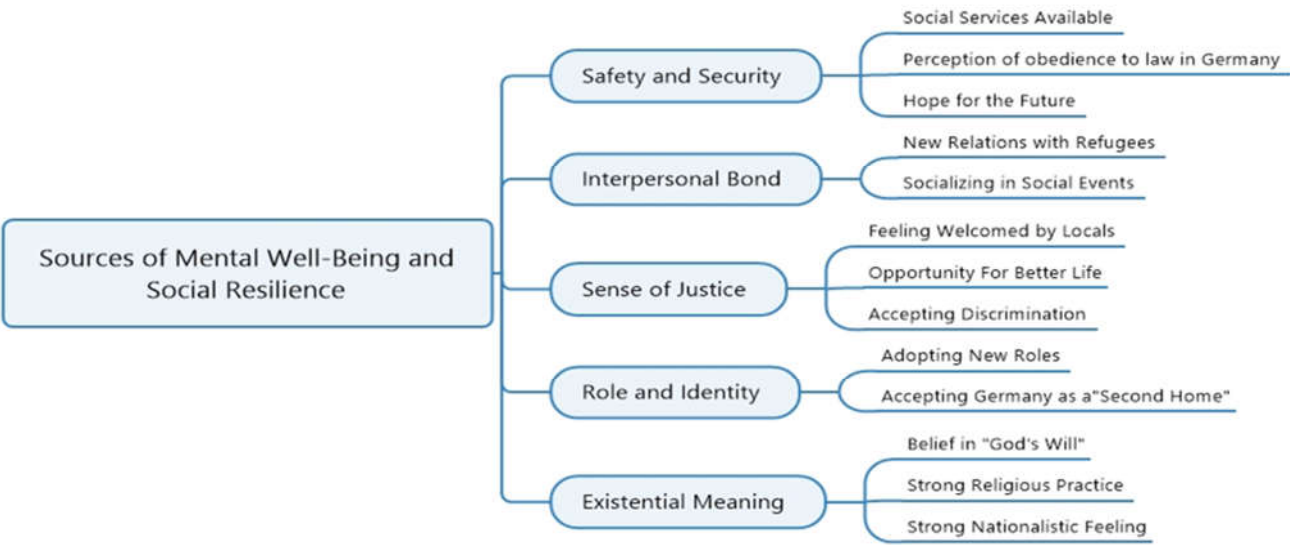 Sources of Mental Well-Being and
Social Resilience
Safety and Security
Social Services Available
Perception of obedience to law in Germany
Hope for the Future
Interpersonal Bond
New Relations with Refugees
Socializing in Social Events
Sense of Justice
Feeling Welcomed by Locals
Opportunity For Better Life
Accepting Discrimination
Role and Identity
Adopting New Roles
Accepting Germany as a"Second Home"
Existential Meaning
Belief in "God's Will"
Strong Religious Practice
Strong Nationalistic Feeling